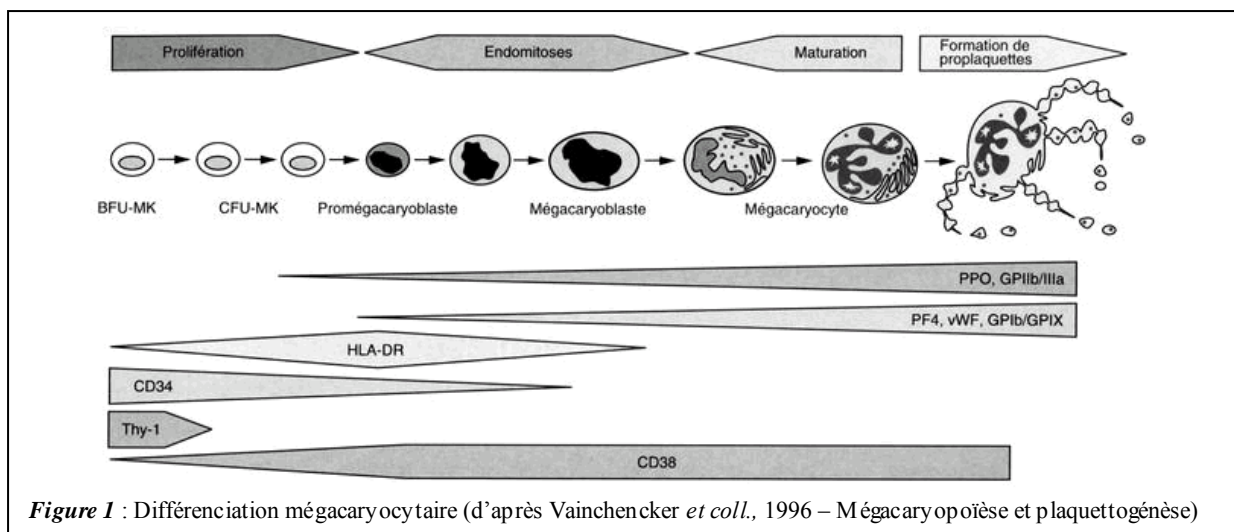 Prolifération
Endomitoses
Maturation
Formation de
proplaquettes
BFU-MK
CFU-MK
Promégacaryoblaste
Mégacaryoblaste
Mégacaryocyte
PPO, GPIIb/IIIa
PF4, vWF, GPIb/GPIX
HLA-DR
CD34
Thy-1
CD38
Figure 1 : Différenciation mégacaryocytaire (d'après Vainchencker et coll., 1996 – Mégacaryopoïèse et plaquettogénèse)